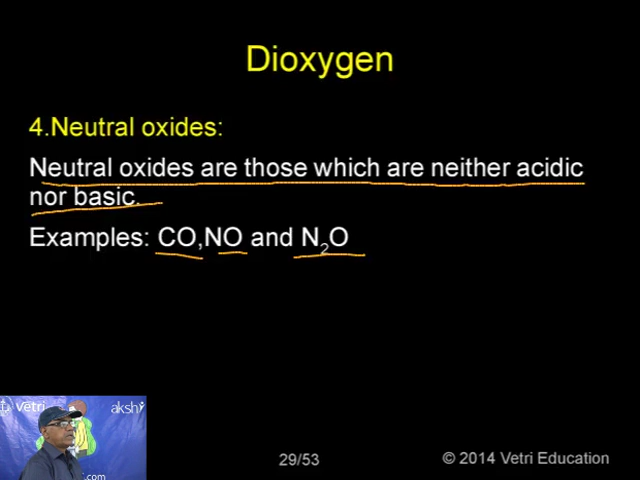 Dioxygen
4.Neutral oxides:
Neutral oxides are those which are neither acidic
nor basic.
Examples: CO,NO and N₂O
vetri
akshi
.com
29/53
© 2014 Vetri Education